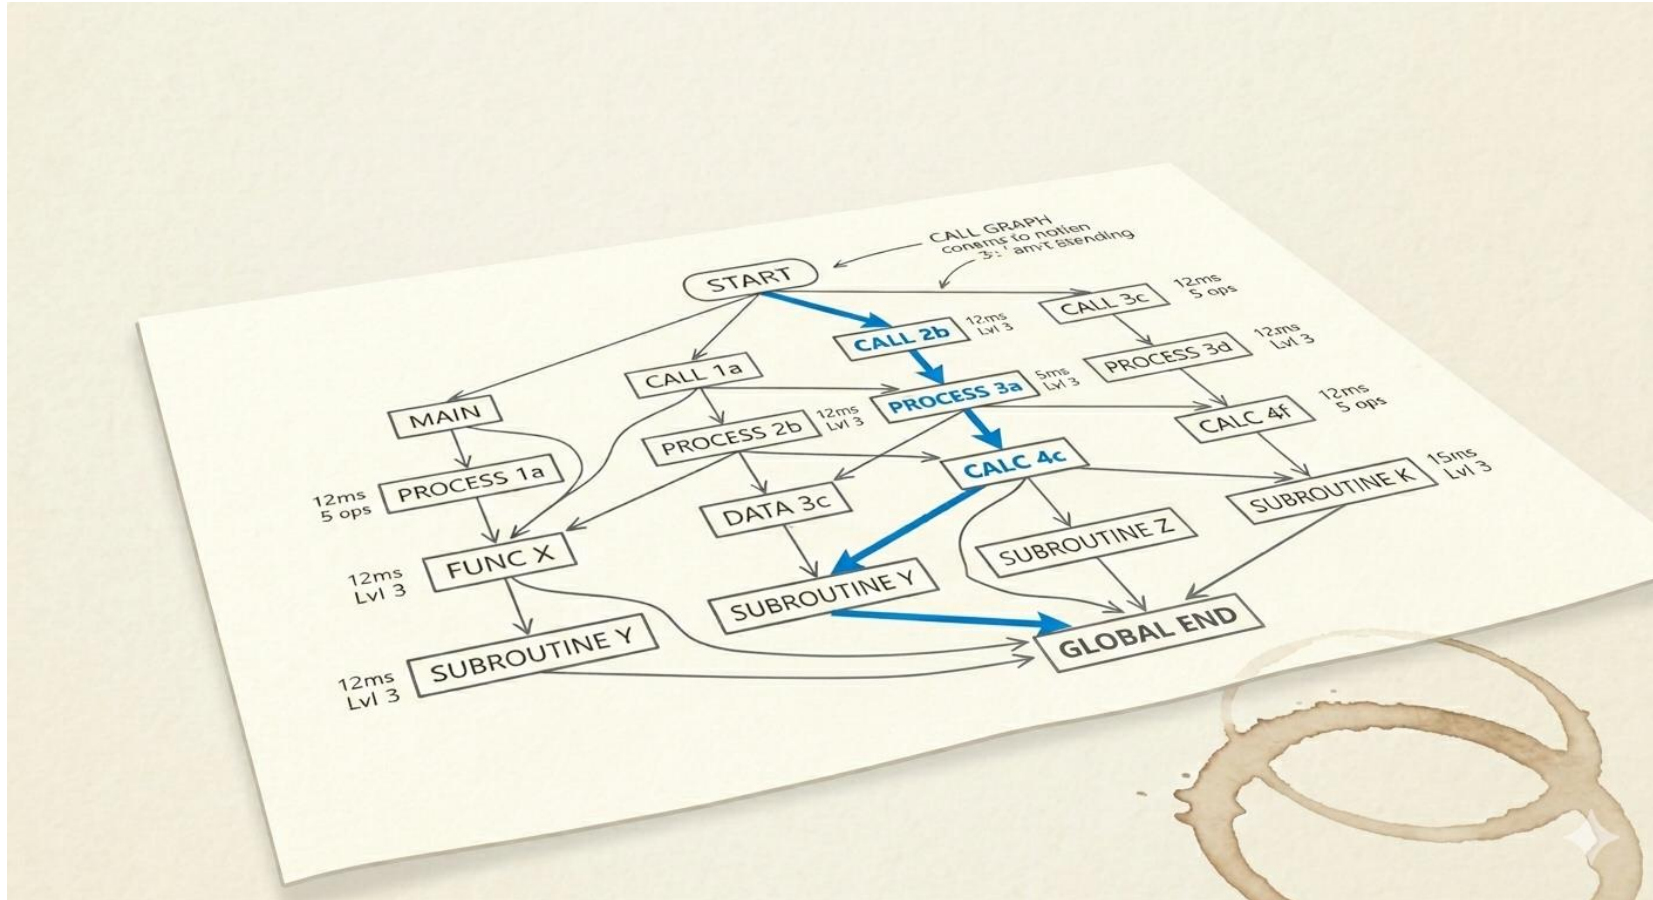 CALL GRAPH
to
START
CALL 3c
12ms
5 ops
CALL 2b
12ms
Lvl 3
PROCESS 3d
12ms
Lvl 3
CALL 1a
PROCESS 3a
5ms
Lvl 3
MAIN
PROCESS 2b
12ms
Lvl 3
CALC 4f
12ms
5 ops
PROCESS 1a
12ms
5 ops
CALC 4c
SUBROUTINE K
15ms
Lvl 3
DATA 3c
FUNC X
12ms
Lvl 3
SUBROUTINE Z
SUBROUTINE Y
GLOBAL END
SUBROUTINE Y
12ms
Lvl 3